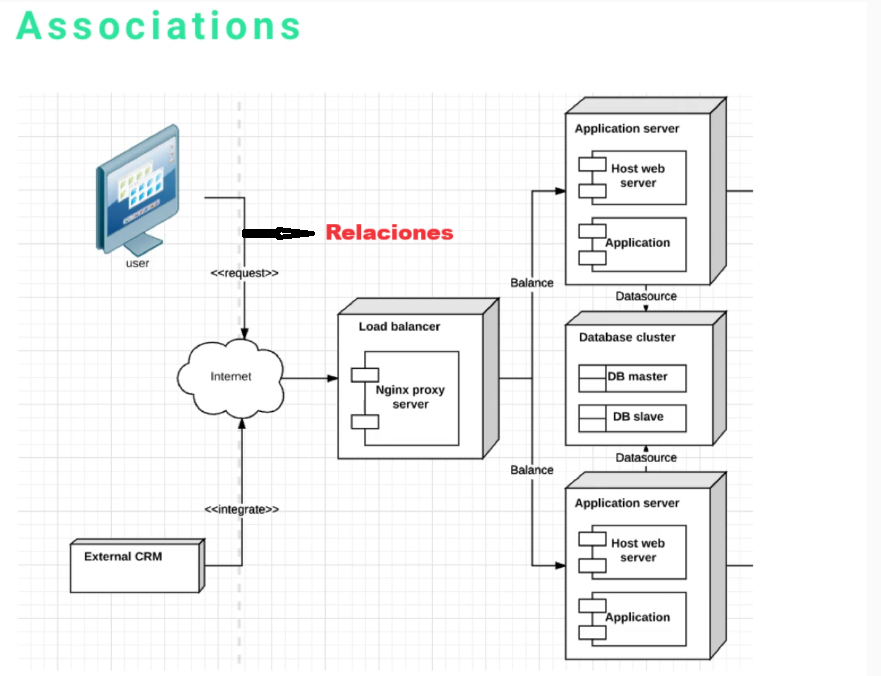 Associations
Application server
Host web
server
Application
Relaciones
user
<<request>>
Balance
Datasource
Load balancer
Nginx proxy
server
Internet
Database cluster
DB master
DB slave
Datasource
Balance
<<integrate>>
External CRM
Application server
Host web
server
Application